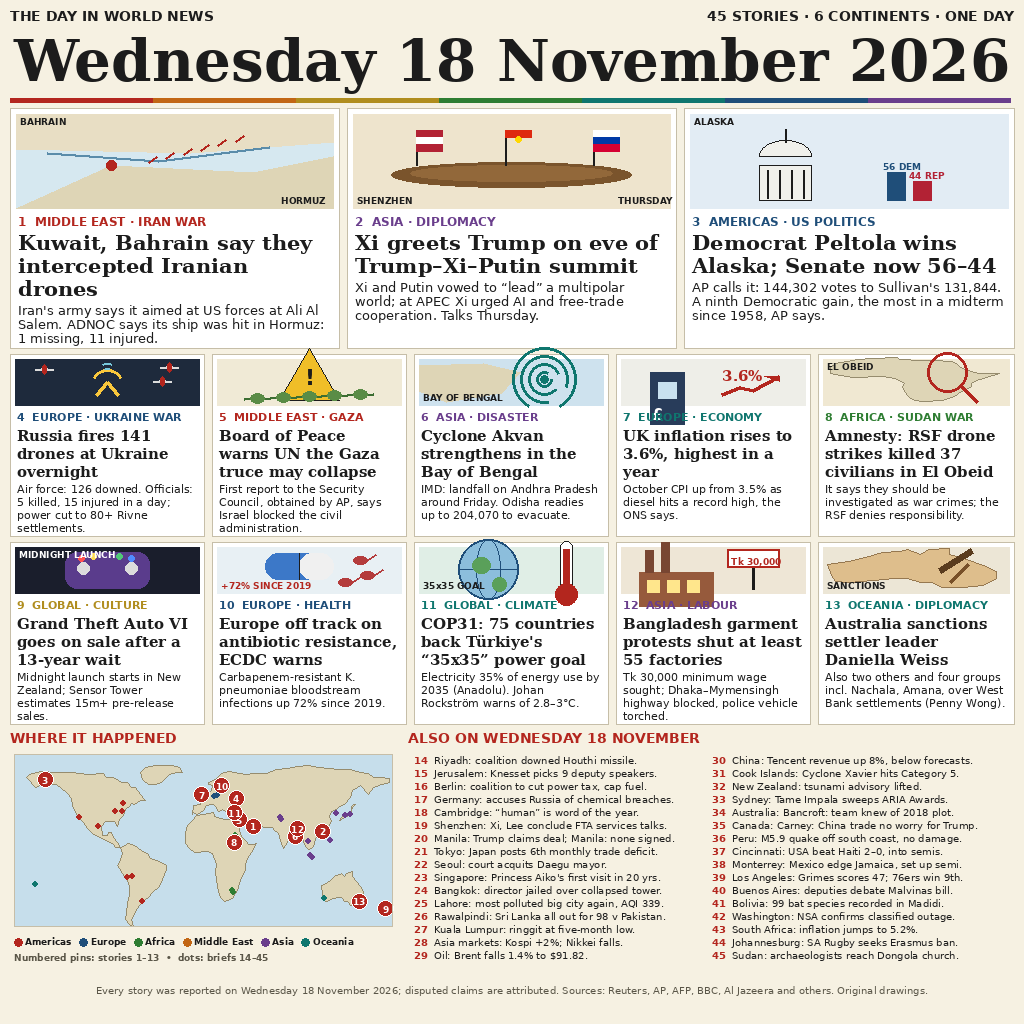 THE DAY IN WORLD NEWS
45 STORIES · 6 CONTINENTS · ONE DAY
Wednesday 18 November 2026
BAHRAIN
HORMUZ
1 MIDDLE EAST · IRAN WAR
Kuwait, Bahrain say they
intercepted Iranian
drones
Iran's army says it aimed at US forces at Ali Al
Salem. ADNOC says its ship was hit in Hormuz:
1 missing, 11 injured.
SHENZHEN
THURSDAY
2 ASIA · DIPLOMACY
Xi greets Trump on eve of
Trump–Xi–Putin summit
Xi and Putin vowed to “lead” a multipolar
world; at APEC Xi urged AI and free-trade
cooperation. Talks Thursday.
ALASKA
56 DEM
44 REP
3 AMERICAS · US POLITICS
Democrat Peltola wins
Alaska; Senate now 56–44
AP calls it: 144,302 votes to Sullivan's 131,844.
A ninth Democratic gain, the most in a midterm
since 1958, AP says.
4 EUROPE · UKRAINE WAR
Russia fires 141
drones at Ukraine
overnight
Air force: 126 downed. Officials:
5 killed, 15 injured in a day;
power cut to 80+ Rivne
settlements.
!
5 MIDDLE EAST · GAZA
Board of Peace
warns UN the Gaza
truce may collapse
First report to the Security
Council, obtained by AP, says
Israel blocked the civil
administration.
BAY OF BENGAL
6 ASIA · DISASTER
Cyclone Akvan
strengthens in the
Bay of Bengal
IMD: landfall on Andhra Pradesh
around Friday. Odisha readies
up to 204,070 to evacuate.
3.6%
£
7 EUROPE · ECONOMY
UK inflation rises to
3.6%, highest in a
year
October CPI up from 3.5% as
diesel hits a record high, the
ONS says.
EL OBEID
8 AFRICA · SUDAN WAR
Amnesty: RSF drone
strikes killed 37
civilians in El Obeid
It says they should be
investigated as war crimes; the
RSF denies responsibility.
MIDNIGHT LAUNCH
9 GLOBAL · CULTURE
Grand Theft Auto VI
goes on sale after a
13-year wait
Midnight launch starts in New
Zealand; Sensor Tower
estimates 15m+ pre-release
sales.
+72% SINCE 2019
10 EUROPE · HEALTH
Europe off track on
antibiotic resistance,
ECDC warns
Carbapenem-resistant K.
pneumoniae bloodstream
infections up 72% since 2019.
35x35 GOAL
11 GLOBAL · CLIMATE
COP31: 75 countries
back Türkiye's
“35x35” power goal
Electricity 35% of energy use by
2035 (Anadolu). Johan
Rockström warns of 2.8–3°C.
Tk 30,000
12 ASIA · LABOUR
Bangladesh garment
protests shut at least
55 factories
Tk 30,000 minimum wage
sought; Dhaka–Mymensingh
highway blocked, police vehicle
torched.
SANCTIONS
13 OCEANIA · DIPLOMACY
Australia sanctions
settler leader
Daniella Weiss
Also two others and four groups
incl. Nachala, Amana, over West
Bank settlements (Penny Wong).
WHERE IT HAPPENED
3
7
10
4
11
1
8
12
2
13
9
Americas Europe Africa Middle East Asia Oceania
Numbered pins: stories 1–13 • dots: briefs 14–45
ALSO ON WEDNESDAY 18 NOVEMBER
14 Riyadh: coalition downed Houthi missile.
15 Jerusalem: Knesset picks 9 deputy speakers.
16 Berlin: coalition to cut power tax, cap fuel.
17 Germany: accuses Russia of chemical breaches.
18 Cambridge: “human” is word of the year.
19 Shenzhen: Xi, Lee conclude FTA services talks.
20 Manila: Trump claims deal; Manila: none signed.
21 Tokyo: Japan posts 6th monthly trade deficit.
22 Seoul: court acquits Daegu mayor.
23 Singapore: Princess Aiko's first visit in 20 yrs.
24 Bangkok: director jailed over collapsed tower.
25 Lahore: most polluted big city again, AQI 339.
26 Rawalpindi: Sri Lanka all out for 98 v Pakistan.
27 Kuala Lumpur: ringgit at five-month low.
28 Asia markets: Kospi +2%; Nikkei falls.
29 Oil: Brent falls 1.4% to $91.82.
30 China: Tencent revenue up 8%, below forecasts.
31 Cook Islands: Cyclone Xavier hits Category 5.
32 New Zealand: tsunami advisory lifted.
33 Sydney: Tame Impala sweeps ARIA Awards.
34 Australia: Bancroft: team knew of 2018 plot.
35 Canada: Carney: China trade no worry for Trump.
36 Peru: M5.9 quake off south coast, no damage.
37 Cincinnati: USA beat Haiti 2–0, into semis.
38 Monterrey: Mexico edge Jamaica, set up semi.
39 Los Angeles: Grimes scores 47; 76ers win 9th.
40 Buenos Aires: deputies debate Malvinas bill.
41 Bolivia: 99 bat species recorded in Madidi.
42 Washington: NSA confirms classified outage.
43 South Africa: inflation jumps to 5.2%.
44 Johannesburg: SA Rugby seeks Erasmus ban.
45 Sudan: archaeologists reach Dongola church.
Every story was reported on Wednesday 18 November 2026; disputed claims are attributed. Sources: Reuters, AP, AFP, BBC, Al Jazeera and others. Original drawings.